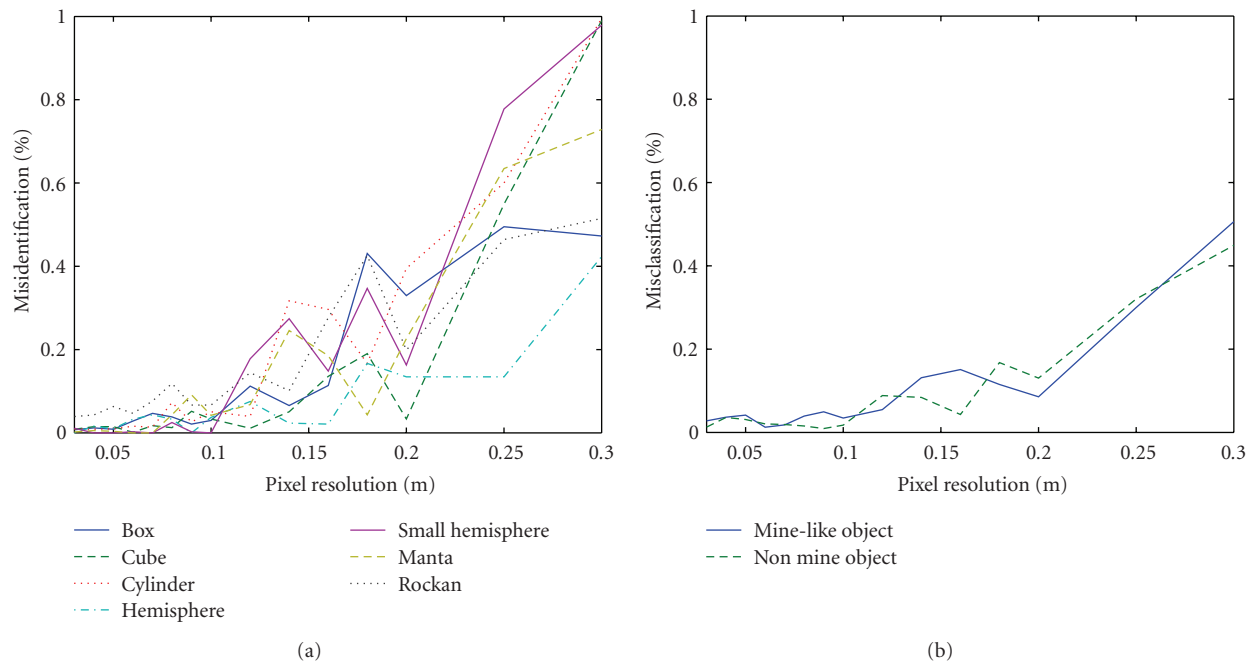 1
0.8
0.6
0.4
0.2
0
Misidentification (%)
0.05 0.1 0.15 0.2 0.25 0.3
Pixel resolution (m)
Box
Cube
Cylinder
Hemisphere
Small hemisphere
Manta
Rockan
(a)
1
0.8
0.6
0.4
0.2
0
Misclassification (%)
0.05 0.1 0.15 0.2 0.25 0.3
Pixel resolution (m)
Mine-like object
Non mine object
(b)